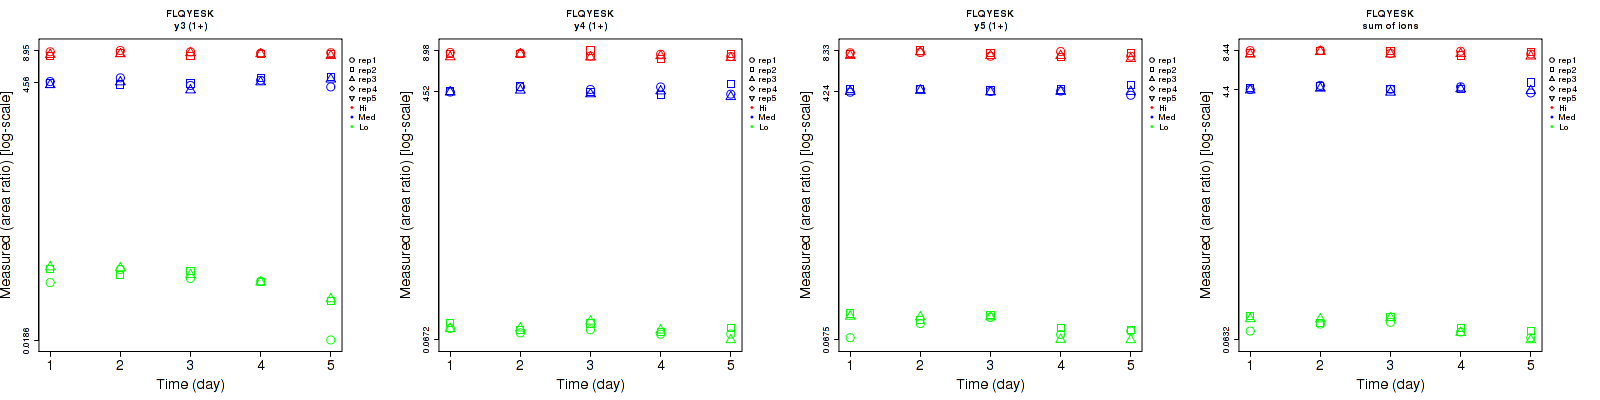 FLQYESK
y3 (1+)
Measured (area ratio) [log-scale]
8.95
4.56
0.0186
1 2 3 4 5
Time (day)
rep1
rep2
rep3
rep4
rep5
Hi
Med
Lo
FLQYESK
y4 (1+)
Measured (area ratio) [log-scale]
8.98
4.52
0.0672
1 2 3 4 5
Time (day)
rep1
rep2
rep3
rep4
rep5
Hi
Med
Lo
FLQYESK
y5 (1+)
Measured (area ratio) [log-scale]
8.33
4.24
0.0675
1 2 3 4 5
Time (day)
rep1
rep2
rep3
rep4
rep5
Hi
Med
Lo
FLQYESK
sum of ions
Measured (area ratio) [log-scale]
8.44
4.4
0.0632
1 2 3 4 5
Time (day)
rep1
rep2
rep3
rep4
rep5
Hi
Med
Lo